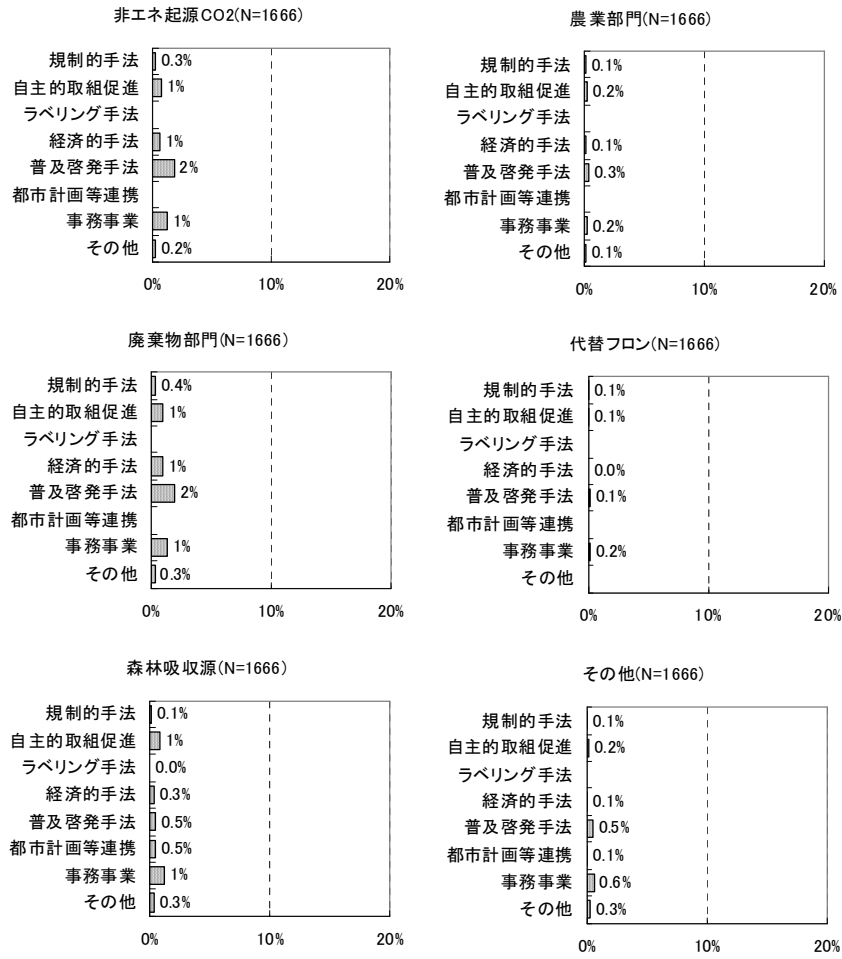 非エネ起源CO2(N=1666)
規制的手法 0.3%
自主的取組促進 1%
ラベリング手法
経済的手法 1%
普及啓発手法 2%
都市計画等連携
事務事業 1%
その他 0.2%
0% 10% 20%
農業部門(N=1666)
規制的手法 0.1%
自主的取組促進 0.2%
ラベリング手法
経済的手法 0.1%
普及啓発手法 0.3%
都市計画等連携
事務事業 0.2%
その他 0.1%
0% 10% 20%
廃棄物部門(N=1666)
規制的手法 0.4%
自主的取組促進 1%
ラベリング手法
経済的手法 1%
普及啓発手法 2%
都市計画等連携
事務事業 1%
その他 0.3%
0% 10% 20%
代替フロン(N=1666)
規制的手法 0.1%
自主的取組促進 0.1%
ラベリング手法
経済的手法 0.0%
普及啓発手法 0.1%
都市計画等連携
事務事業 0.2%
その他
0% 10% 20%
森林吸収源(N=1666)
規制的手法 0.1%
自主的取組促進 1%
ラベリング手法 0.0%
経済的手法 0.3%
普及啓発手法 0.5%
都市計画等連携 0.5%
事務事業 1%
その他 0.3%
0% 10% 20%
その他(N=1666)
規制的手法 0.1%
自主的取組促進 0.2%
ラベリング手法
経済的手法 0.1%
普及啓発手法 0.5%
都市計画等連携 0.1%
事務事業 0.6%
その他 0.3%
0% 10% 20%